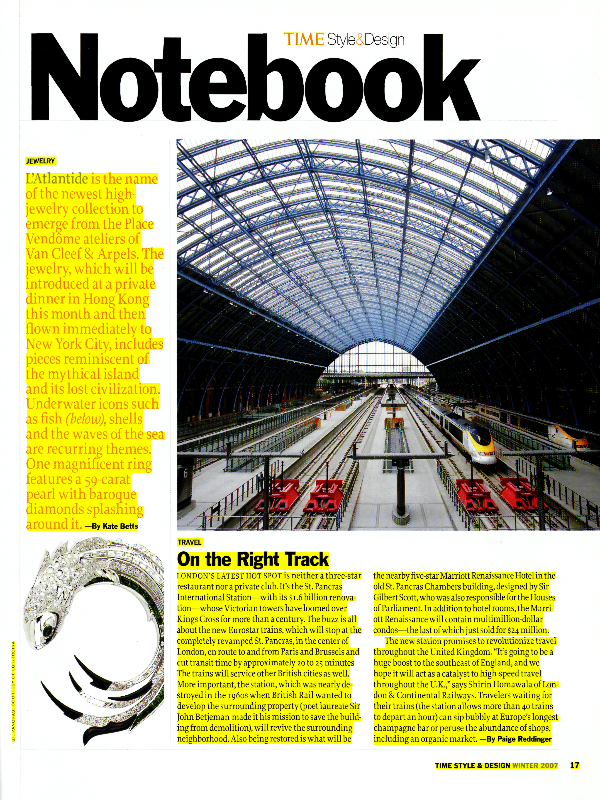 TIME Style&Design
Notebook
JEWELRY
L'Atlantide is the name
of the newest high-
jewelry collection to
emerge from the Place
Vendôme ateliers of
Van Cleef & Arpels. The
jewelry, which will be
introduced at a private
dinner in Hong Kong
this month and then
flown immediately to
New York City, includes
pieces reminiscent of
the mythical island
and its lost civilization.
Underwater icons such
as fish (below), shells
and the waves of the sea
are recurring themes.
One magnificent ring
features a 59-carat
pearl with baroque
diamonds splashing
around it. —By Kate Betts
TRAVEL
On the Right Track
LONDON'S LATEST HOT SPOT is neither a three-star
restaurant nor a private club. It's the St. Pancras
International Station—with its $1.6 billion renova-
tion—whose Victorian towers have loomed over
Kings Cross for more than a century. The buzz is all
about the new Eurostar trains, which will stop at the
completely revamped St. Pancras, in the center of
London, en route to and from Paris and Brussels and
cut transit time by approximately 20 to 25 minutes
The trains will service other British cities as well.
More important, the station, which was nearly de-
stroyed in the 1960s when British Rail wanted to
develop the surrounding property (poet laureate Sir
John Betjeman made it his mission to save the build-
ing from demolition), will revive the surrounding
neighborhood. Also being restored is what will be
the nearby five-star Marriott Renaissance Hotel in the
old St. Pancras Chambers building, designed by Sir
Gilbert Scott, who was also responsible for the Houses
of Parliament. In addition to hotel rooms, the Marri-
ott Renaissance will contain multimillion-dollar
condos—the last of which just sold for $24 million.
The new station promises to revolutionize travel
throughout the United Kingdom. "It's going to be a
huge boost to the southeast of England, and we
hope it will act as a catalyst to high-speed travel
throughout the U.K.," says Shirin Homawala of Lon-
don & Continental Railways. Travelers waiting for
their trains (the station allows more than 40 trains
to depart an hour) can sip bubbly at Europe's longest
champagne bar or peruse the abundance of shops,
including an organic market. —By Paige Reddinger
TIME STYLE & DESIGN WINTER 2007 17